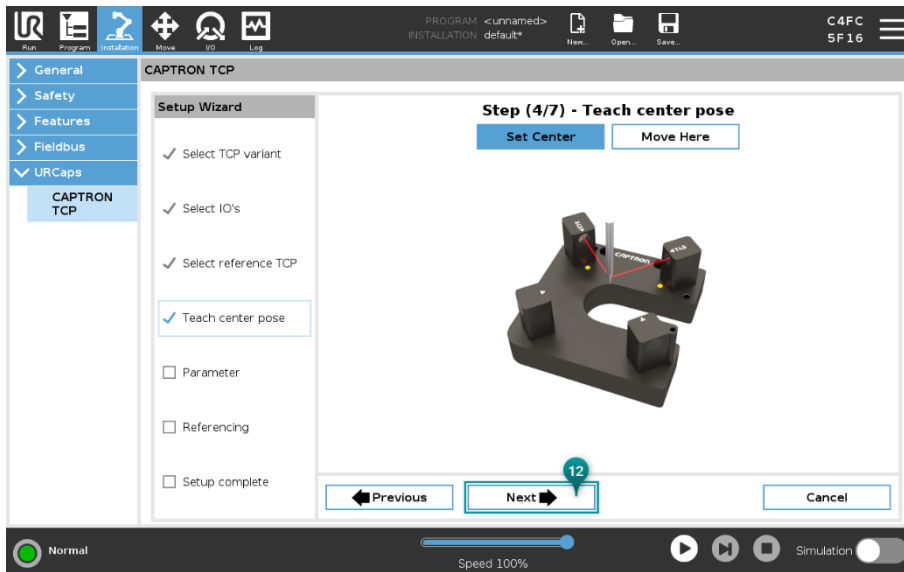 PROGRAM <unnamed>
INSTALLATION default*
C4FC
5F16
Run
Program
Installation
Move
I/O
Log
New...
Open...
Save...
General
CAPTRON TCP
Safety
Features
Fieldbus
URCaps
CAPTRON
TCP
Setup Wizard
Select TCP variant
Select IO's
Select reference TCP
Teach center pose
Parameter
Referencing
Setup complete
Step (4/7) - Teach center pose
Set Center
Move Here
CAPTRON
12
Previous
Next
Cancel
Normal
Speed 100%
Simulation